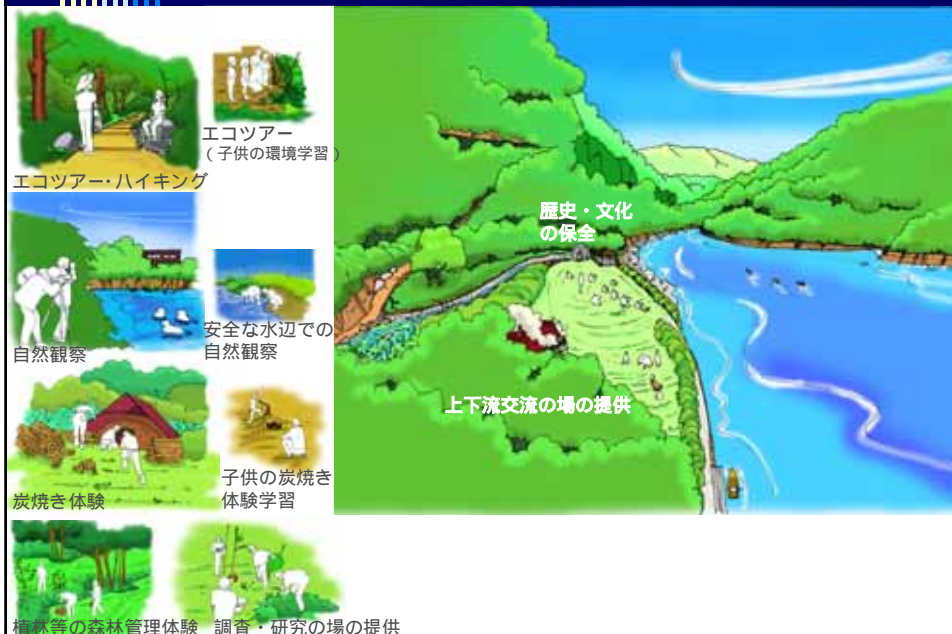 エコツアー
(子供の環境学習)
エコツアー・ハイキング
歴史・文化
の保全
自然観察
安全な水辺での
自然観察
上下流交流の場の提供
炭焼き体験
子供の炭焼き
体験学習
植林等の森林管理体験
調査・研究の場の提供